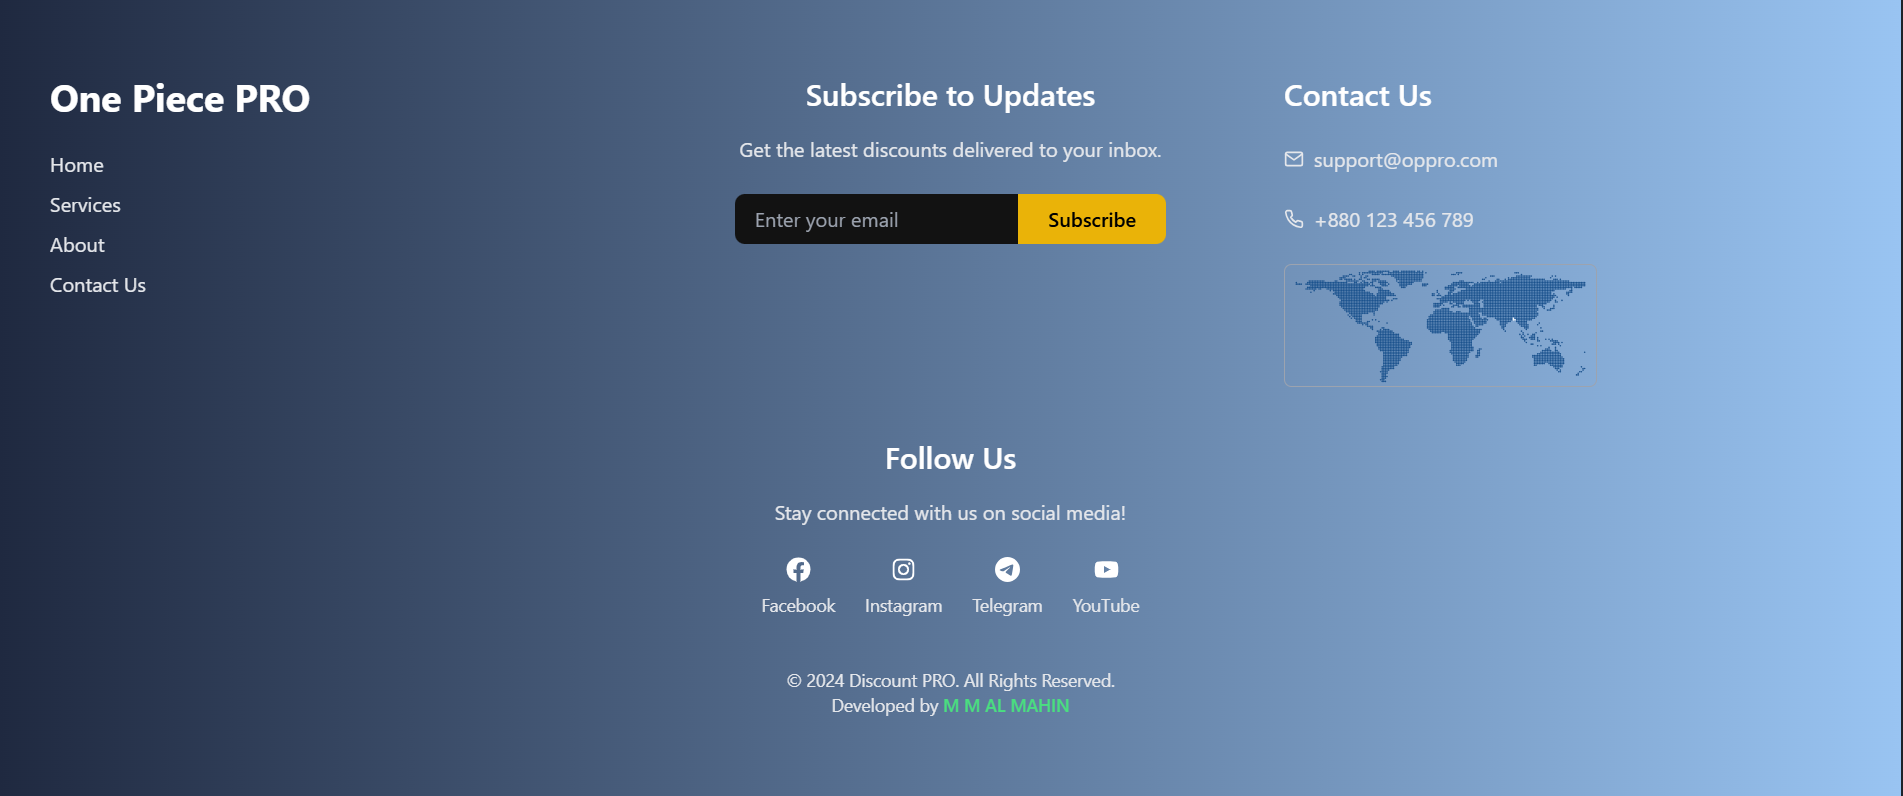 One Piece PRO
Home
Services
About
Contact Us
Subscribe to Updates
Get the latest discounts delivered to your inbox.
Enter your email
Subscribe
Contact Us
support@oppro.com
+880 123 456 789
Follow Us
Stay connected with us on social media!
Facebook
Instagram
Telegram
YouTube
© 2024 Discount PRO. All Rights Reserved.
Developed by M M AL MAHIN